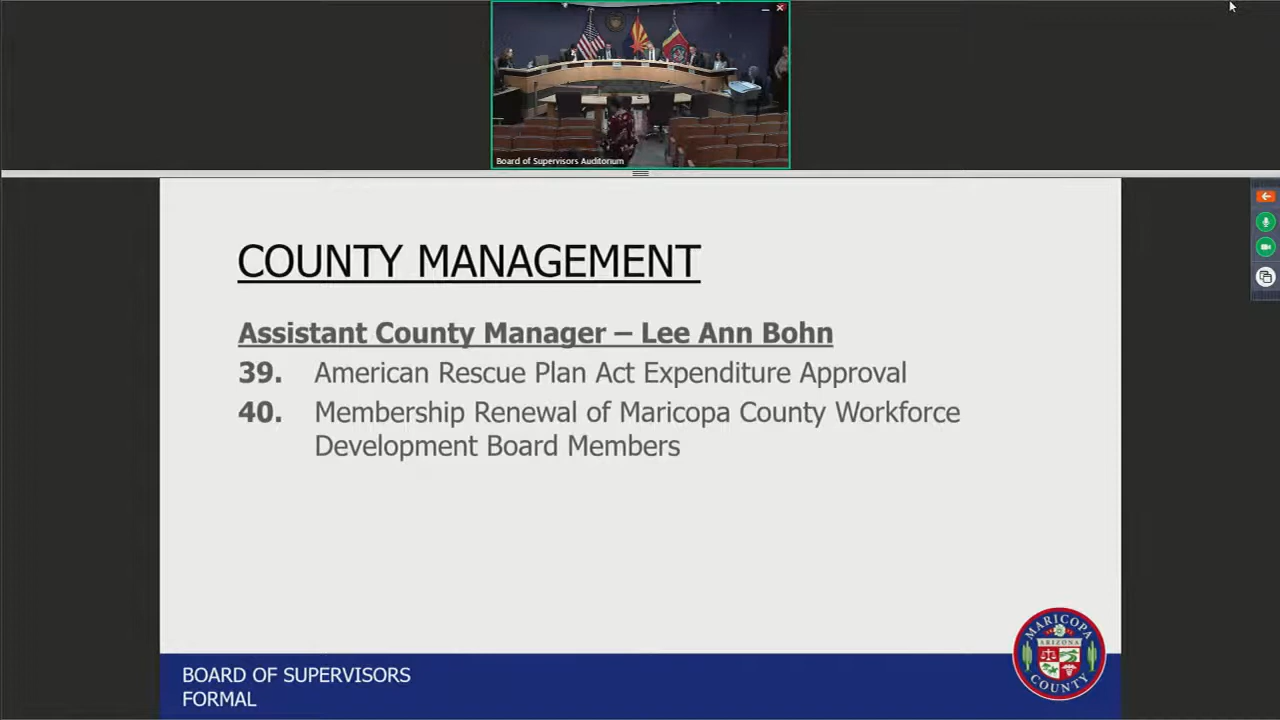 Board of Supervisors Auditorium
COUNTY MANAGEMENT
Assistant County Manager – Lee Ann Bohn
39. American Rescue Plan Act Expenditure Approval
40. Membership Renewal of Maricopa County Workforce
Development Board Members
BOARD OF SUPERVISORS
FORMAL
MARICOPA
ARIZONA
COUNTY